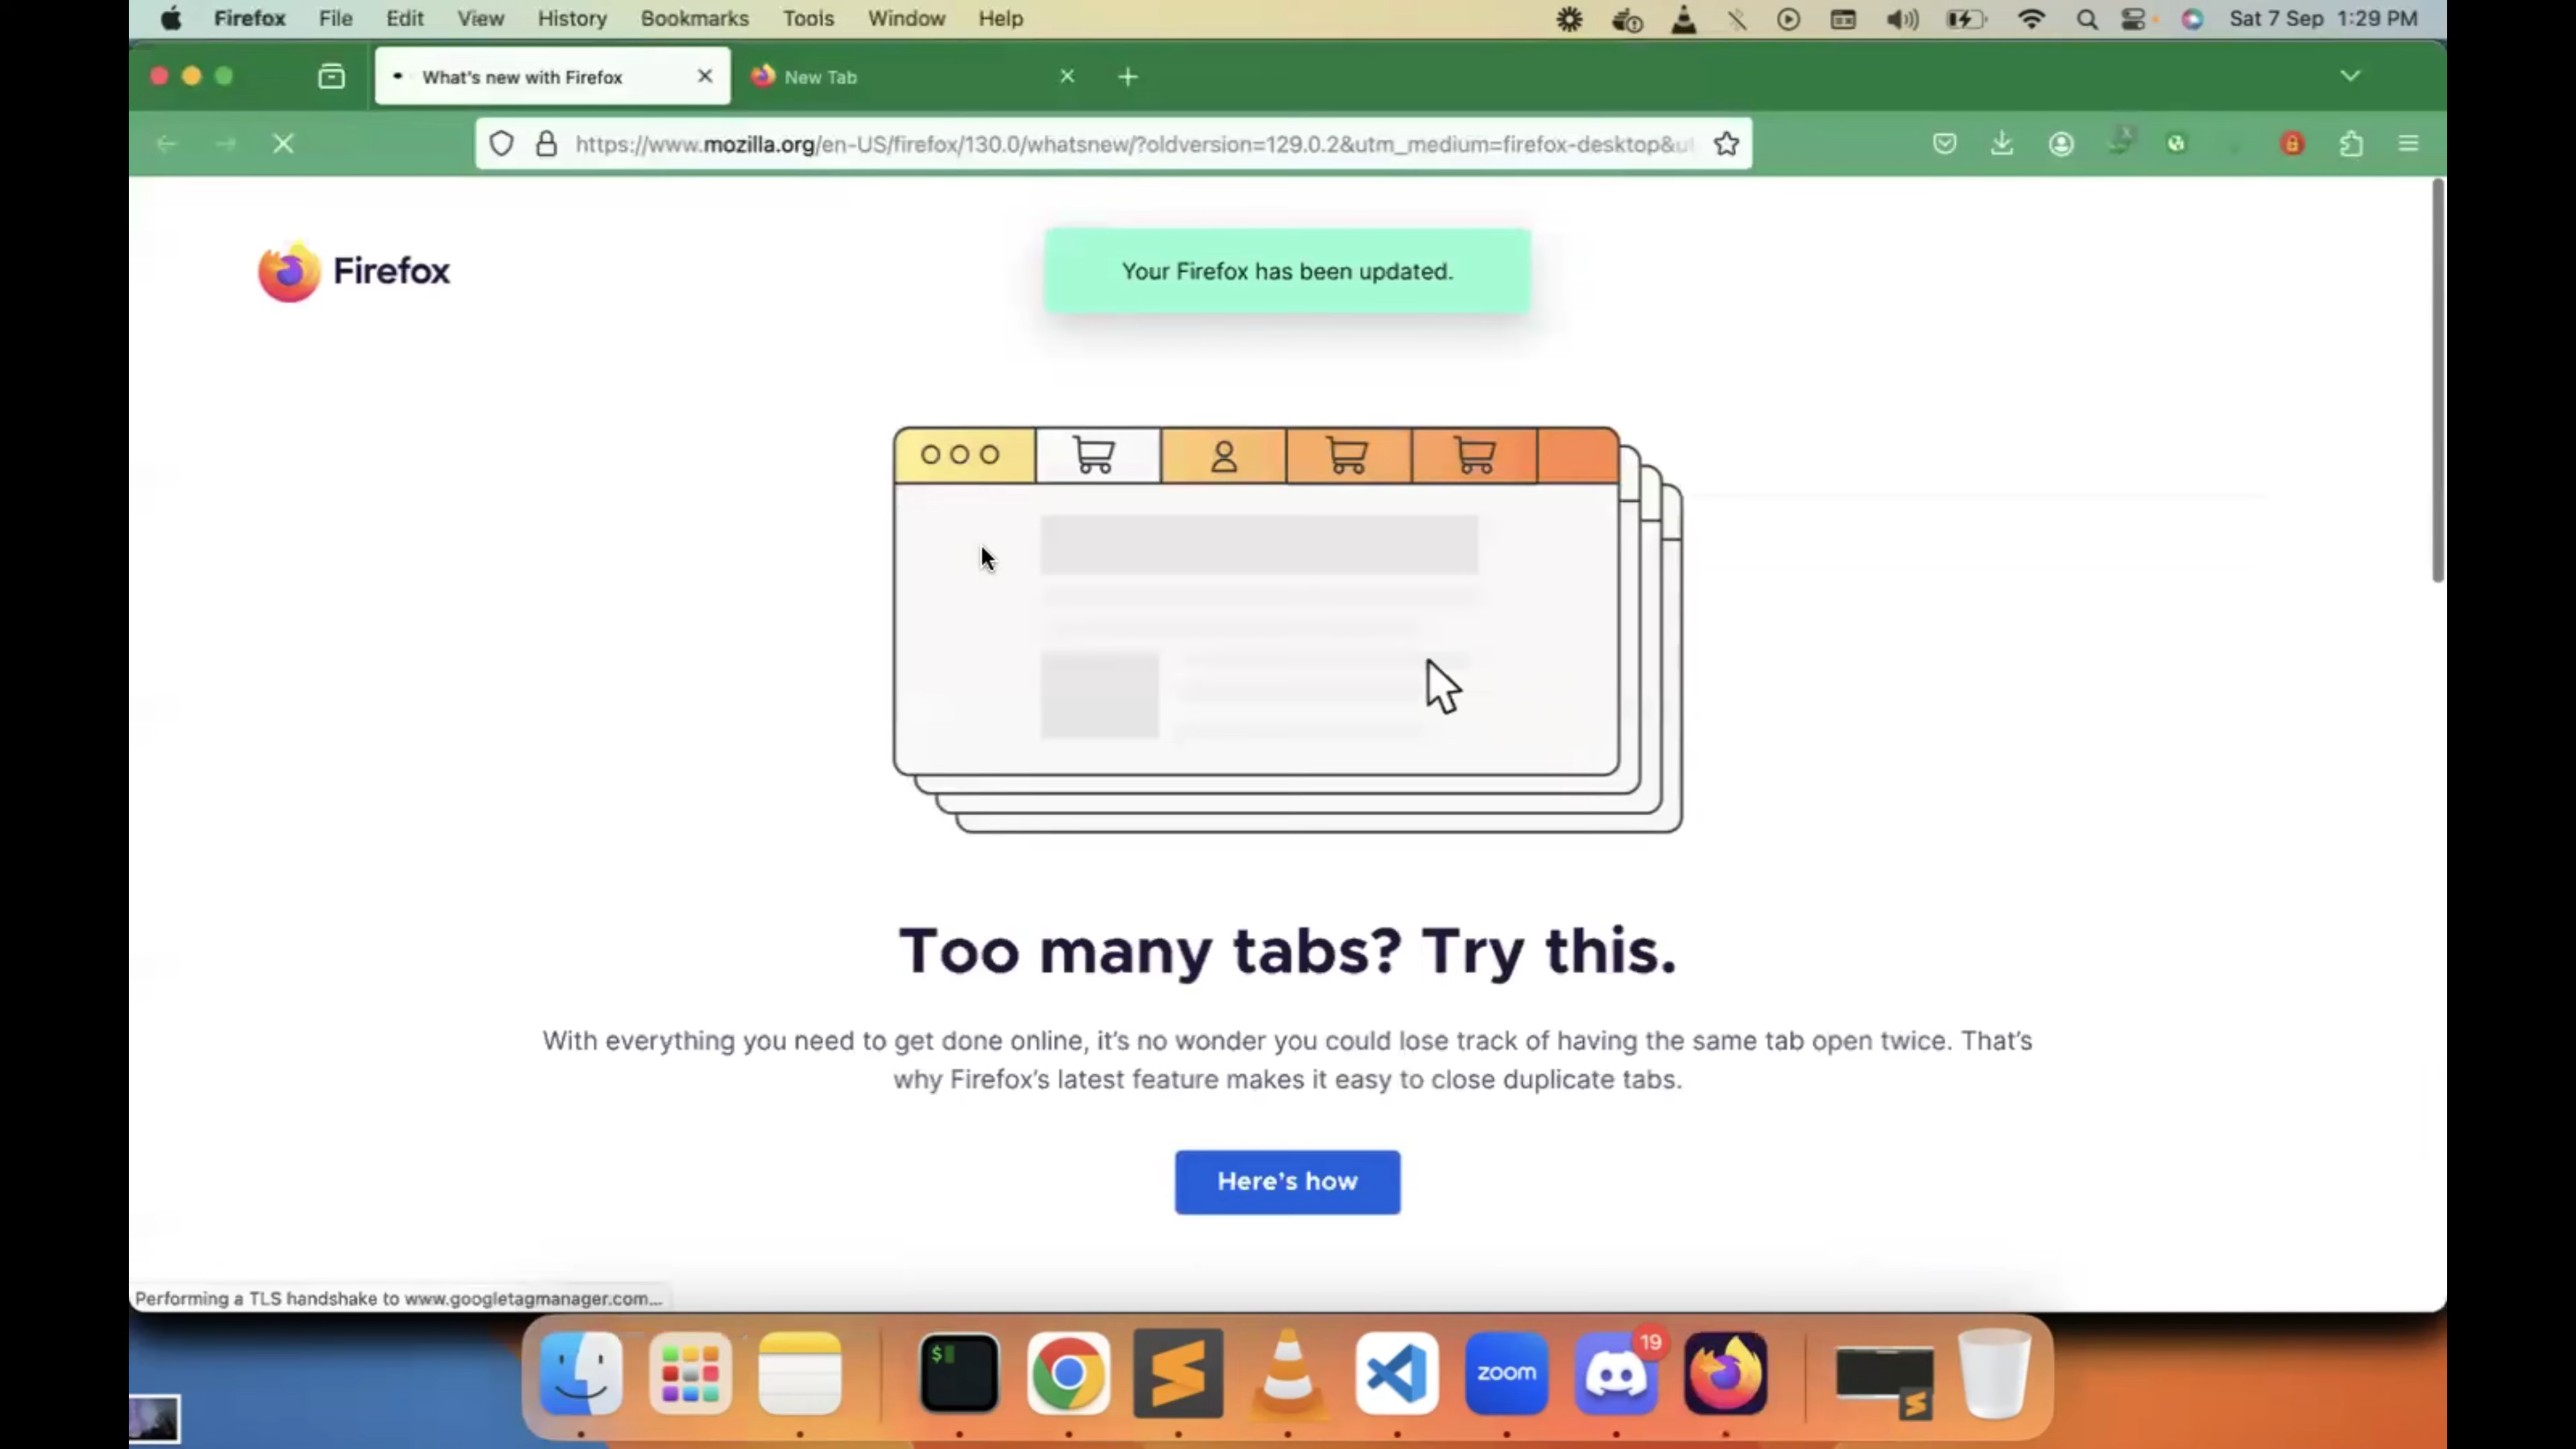 Firefox File Edit View History Bookmarks Tools Window Help Sat 7 Sep 1:29 PM
What's new with Firefox New Tab
https://www.mozilla.org/en-US/firefox/130.0/whatsnew/?oldversion=129.0.2&utm_medium=firefox-desktop&ut
Firefox
Your Firefox has been updated.
Too many tabs? Try this.
With everything you need to get done online, it's no wonder you could lose track of having the same tab open twice. That's
why Firefox's latest feature makes it easy to close duplicate tabs.
Here's how
Performing a TLS handshake to www.googletagmanager.com...
$
zoom
19